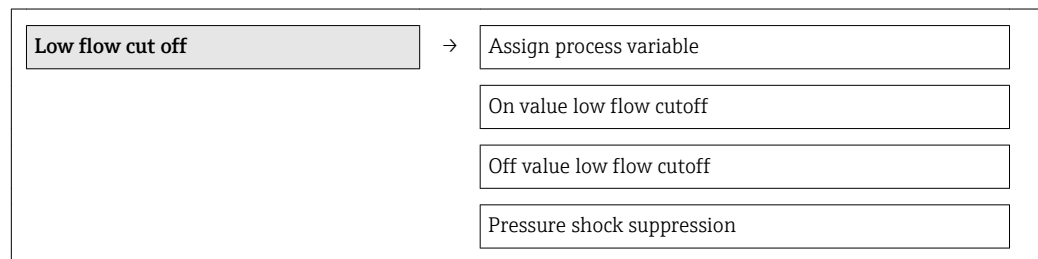 Low flow cut off → Assign process variable
On value low flow cutoff
Off value low flow cutoff
Pressure shock suppression